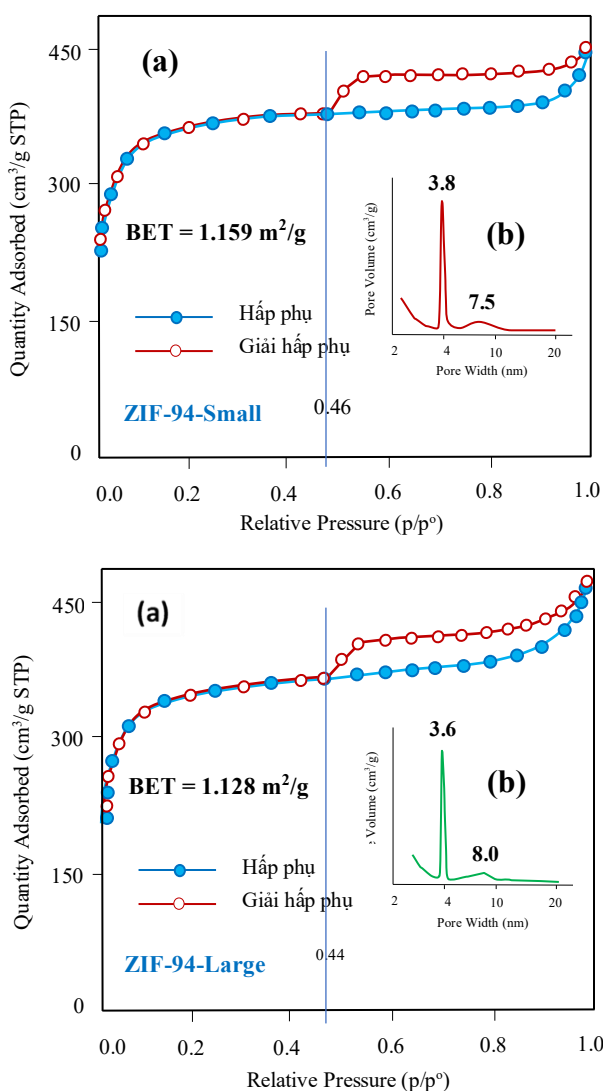 (a)
450
300
150
0
Quantity Adsorbed (cm³/g STP)
BET = 1.159 m²/g
Hấp phụ
Giải hấp phụ
ZIF-94-Small
0.46
(b)
3.8
7.5
Pore Volume (cm³/g)
2 4 10 20
Pore Width (nm)
0.0 0.2 0.4 0.6 0.8 1.0
Relative Pressure (p/pᵒ)
(a)
450
300
150
0
Quantity Adsorbed (cm³/g STP)
BET = 1.128 m²/g
Hấp phụ
Giải hấp phụ
ZIF-94-Large
0.44
(b)
3.6
8.0
e Volume (cm³/g)
2 4 10 20
Pore Width (nm)
0.0 0.2 0.4 0.6 0.8 1.0
Relative Pressure (p/pᵒ)